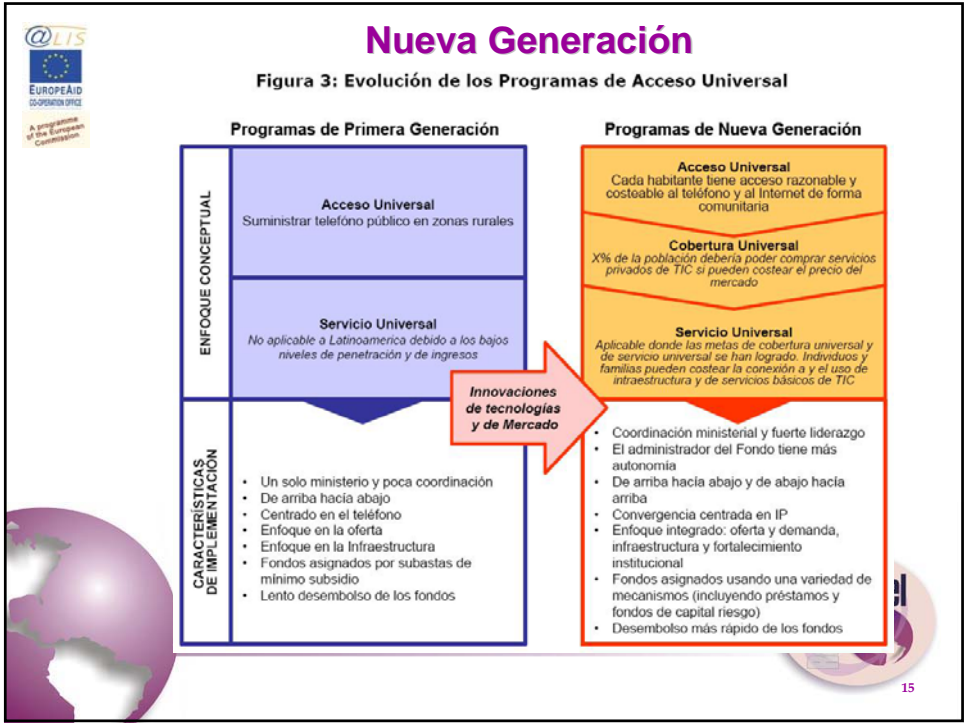 @LIS
EUROPEAID
CO-OPERATION OFFICE
A programme
of the European
Commission
Nueva Generación
Figura 3: Evolución de los Programas de Acceso Universal
Programas de Primera Generación
ENFOQUE CONCEPTUAL
Acceso Universal
Suministrar telefóno público en zonas rurales
Servicio Universal
No aplicable a Latinoamerica debido a los bajos
niveles de penetración y de ingresos
CARACTERÍSTICAS
DE IMPLEMENTACIÓN
• Un solo ministerio y poca coordinación
• De arriba hacía abajo
• Centrado en el teléfono
• Enfoque en la oferta
• Enfoque en la Infraestructura
• Fondos asignados por subastas de
mínimo subsidio
• Lento desembolso de los fondos
Innovaciones
de tecnologías
y de Mercado
Programas de Nueva Generación
Acceso Universal
Cada habitante tiene acceso razonable y
costeable al teléfono y al Internet de forma
comunitaria
Cobertura Universal
X% de la población debería poder comprar servicios
privados de TIC si pueden costear el precio del
mercado
Servicio Universal
Aplicable donde las metas de cobertura universal y
de servicio universal se han logrado. Individuos y
familias pueden costear la conexión a y el uso de
intraestructura y de servicios básicos de TIC
• Coordinación ministerial y fuerte liderazgo
• El administrador del Fondo tiene más
autonomía
• De arriba hacía abajo y de abajo hacía
arriba
• Convergencia centrada en IP
• Enfoque integrado: oferta y demanda,
infraestructura y fortalecimiento
institucional
• Fondos asignados usando una variedad de
mecanismos (incluyendo préstamos y
fondos de capital riesgo)
• Desembolso más rápido de los fondos
el
15